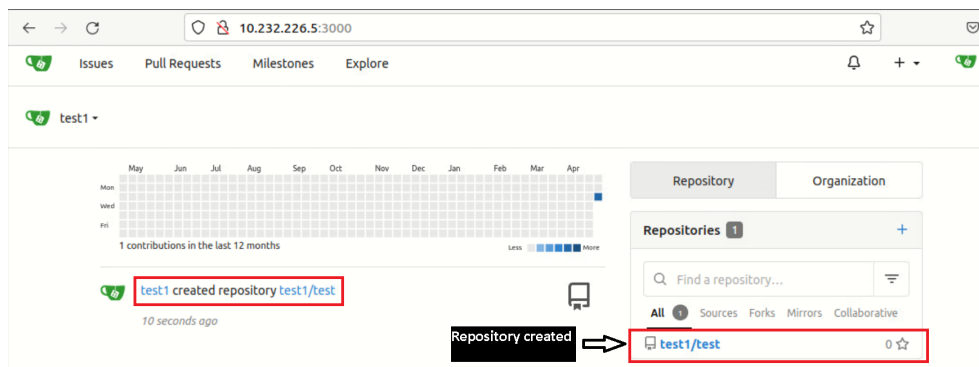 10.232.226.5:3000
Issues Pull Requests Milestones Explore
test1
May Jun Jul Aug Sep Oct Nov Dec Jan Feb Mar Apr
Mon
Wed
Fri
1 contributions in the last 12 months
Less More
test1 created repository test1/test
10 seconds ago
Repository Organization
Repositories 1
Find a repository...
All 1 Sources Forks Mirrors Collaborative
Repository created
test1/test 0